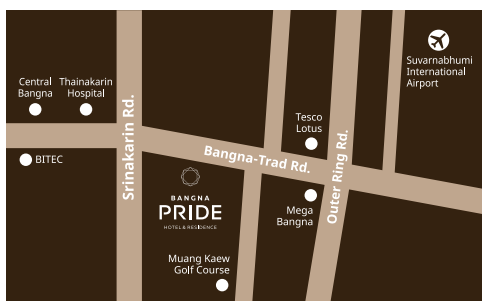 Suvarnabhumi
International
Airport
Central
Bangna
Thainakarin
Hospital
Tesco
Lotus
Srinakarin Rd.
Bangna-Trad Rd.
Outer Ring Rd.
BITEC
BANGNA
PRIDE
HOTEL & RESIDENCE
Mega
Bangna
Muang Kaew
Golf Course